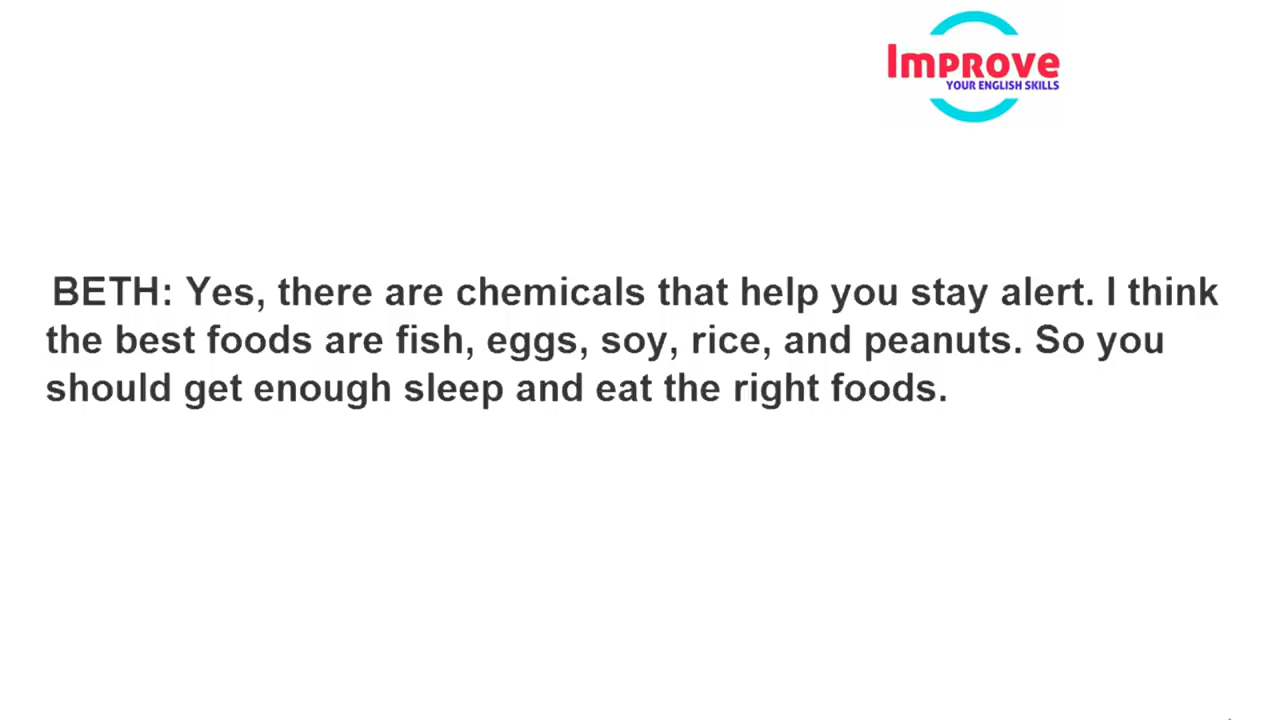 Improve
YOUR ENGLISH SKILLS
BETH: Yes, there are chemicals that help you stay alert. I think
the best foods are fish, eggs, soy, rice, and peanuts. So you
should get enough sleep and eat the right foods.